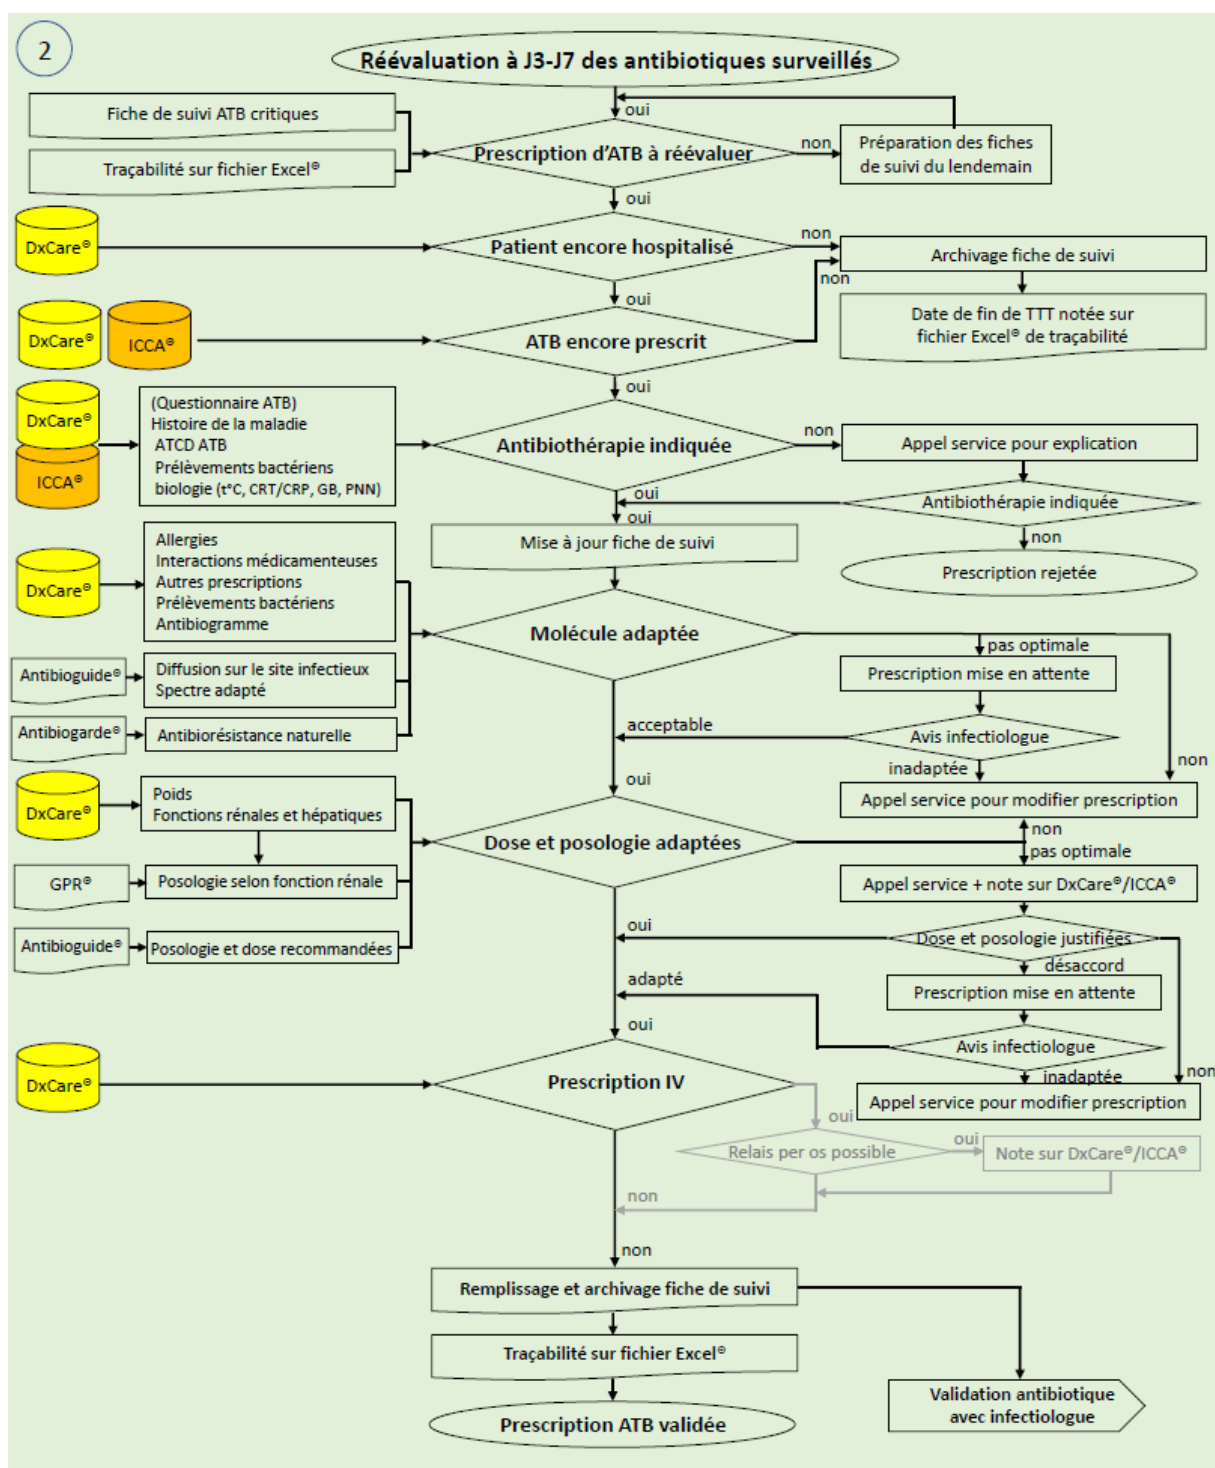 2
Réévaluation à J3-J7 des antibiotiques surveillés
oui
Fiche de suivi ATB critiques
Traçabilité sur fichier Excel®
Prescription d'ATB à réévaluer
non
Préparation des fiches
de suivi du lendemain
oui
DxCare®
Patient encore hospitalisé
non
Archivage fiche de suivi
non
oui
Date de fin de TTT notée sur
fichier Excel® de traçabilité
DxCare®
ICCA®
ATB encore prescrit
oui
DxCare®
ICCA®
(Questionnaire ATB)
Histoire de la maladie
ATCD ATB
Prélèvements bactériens
biologie (t°C, CRT/CRP, GB, PNN)
Antibiothérapie indiquée
non
Appel service pour explication
oui
Antibiothérapie indiquée
oui
non
Mise à jour fiche de suivi
Prescription rejetée
DxCare®
Allergies
Interactions médicamenteuses
Autres prescriptions
Prélèvements bactériens
Antibiogramme
Molécule adaptée
pas optimale
Antibioguide®
Diffusion sur le site infectieux
Spectre adapté
Prescription mise en attente
Antibiogarde®
Antibiorésistance naturelle
acceptable
Avis infectiologue
non
inadaptée
oui
DxCare®
Poids
Fonctions rénales et hépatiques
Appel service pour modifier prescription
non
Dose et posologie adaptées
pas optimale
GPR®
Posologie selon fonction rénale
Appel service + note sur DxCare®/ICCA®
Antibioguide®
Posologie et dose recommandées
oui
Dose et posologie justifiées
désaccord
adapté
Prescription mise en attente
oui
Avis infectiologue
inadaptée
non
DxCare®
Prescription IV
Appel service pour modifier prescription
oui
Relais per os possible
oui
Note sur DxCare®/ICCA®
non
non
Remplissage et archivage fiche de suivi
Traçabilité sur fichier Excel®
Prescription ATB validée
Validation antibiotique
avec infectiologue